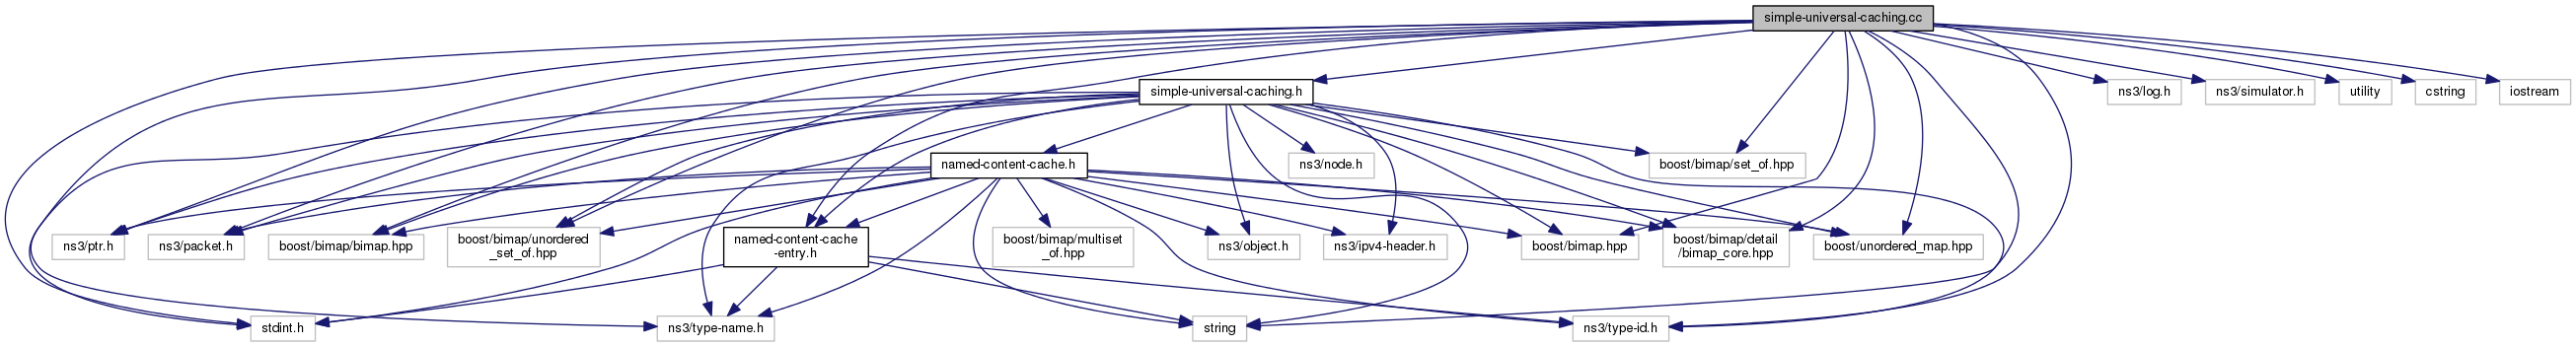 simple-universal-caching.cc
simple-universal-caching.h
ns3/log.h
ns3/simulator.h
utility
cstring
iostream
named-content-cache.h
ns3/node.h
boost/bimap/set_of.hpp
ns3/ptr.h
ns3/packet.h
boost/bimap/bimap.hpp
boost/bimap/unordered
_set_of.hpp
named-content-cache
-entry.h
boost/bimap/multiset
_of.hpp
ns3/object.h
ns3/ipv4-header.h
boost/bimap.hpp
boost/bimap/detail
/bimap_core.hpp
boost/unordered_map.hpp
stdint.h
ns3/type-name.h
string
ns3/type-id.h